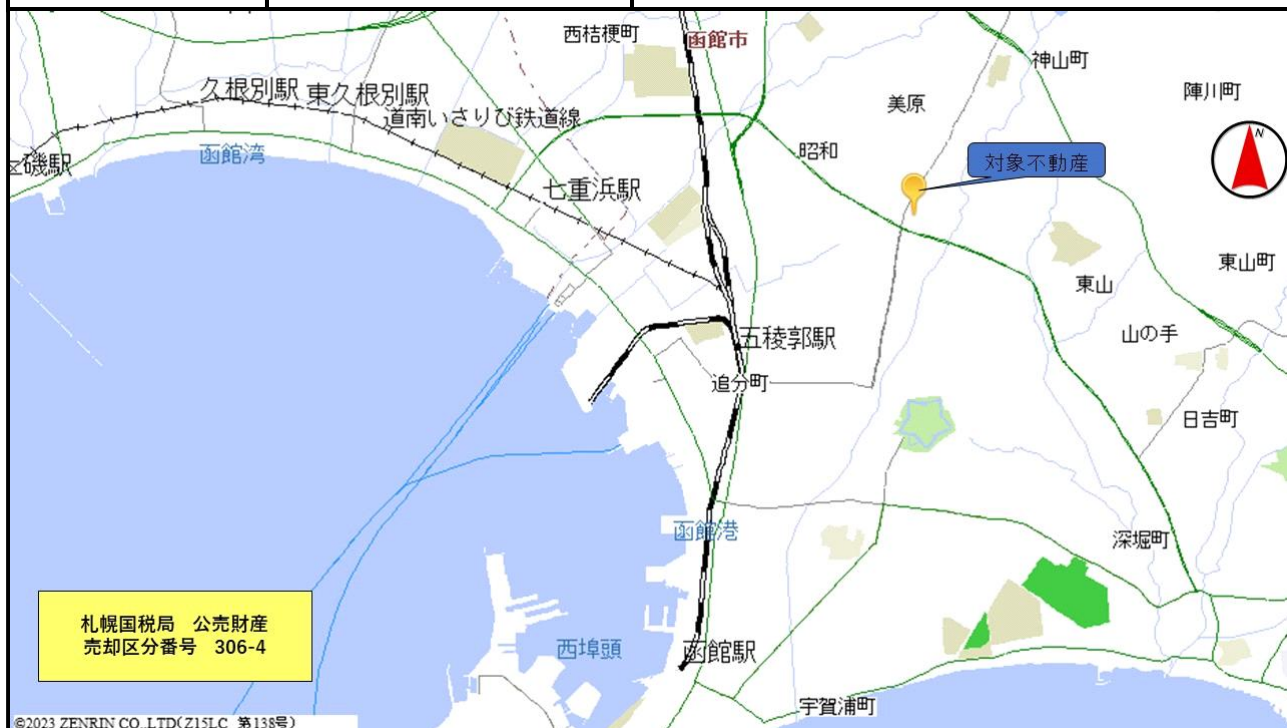 西桔梗町
函館市
神山町
久根別駅
東久根別駅
美原
陣川町
道南いさりび鉄道線
函館湾
昭和
N
磯駅
対象不動産
七重浜駅
東山町
東山
五稜郭駅
山の手
追分町
日吉町
函館港
深堀町
札幌国税局　公売財産
売却区分番号　306-4
西埠頭
函館駅
宇賀浦町
©2023 ZENRIN CO.,LTD(Z15LC 第138号)